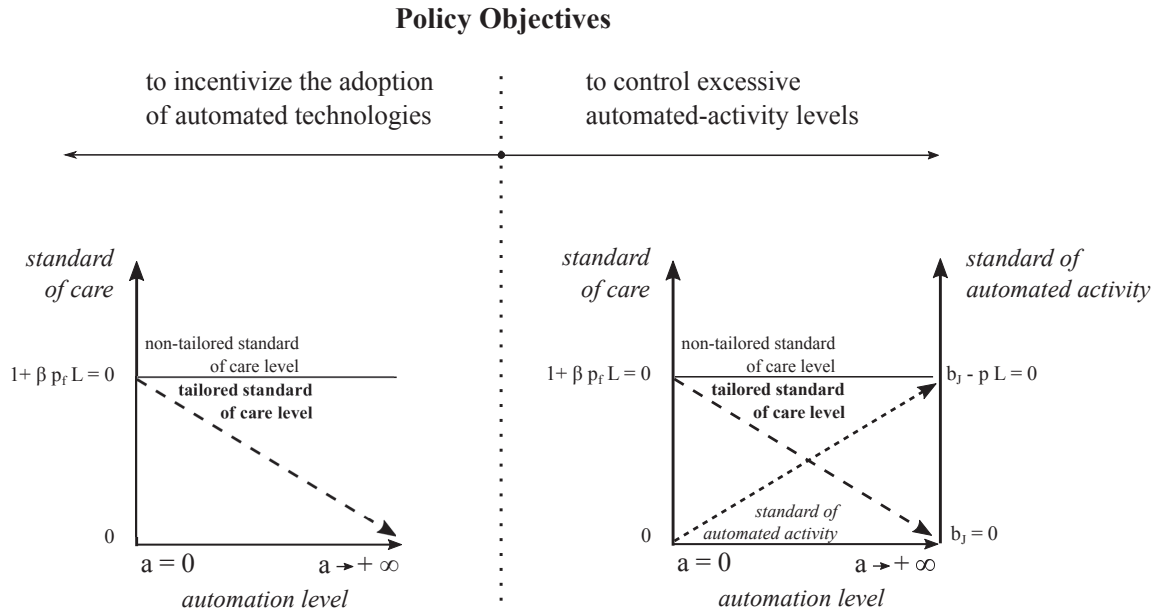 Policy Objectives
to incentivize the adoption
of automated technologies
to control excessive
automated-activity levels
standard
of care
non-tailored standard
of care level
1+ β p_f L = 0
tailored standard
of care level
0
a = 0
a → + ∞
automation level
standard
of care
standard of
automated activity
non-tailored standard
of care level
1+ β p_f L = 0
b_J - p L = 0
tailored standard
of care level
standard of
automated activity
0
b_J = 0
a = 0
a → + ∞
automation level